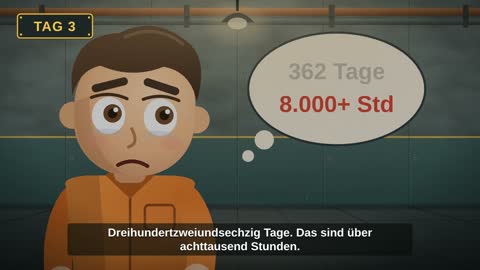 TAG 3
362 Tage
8.000+ Std
Dreihundertzweiundsechzig Tage. Das sind über
achttausend Stunden.